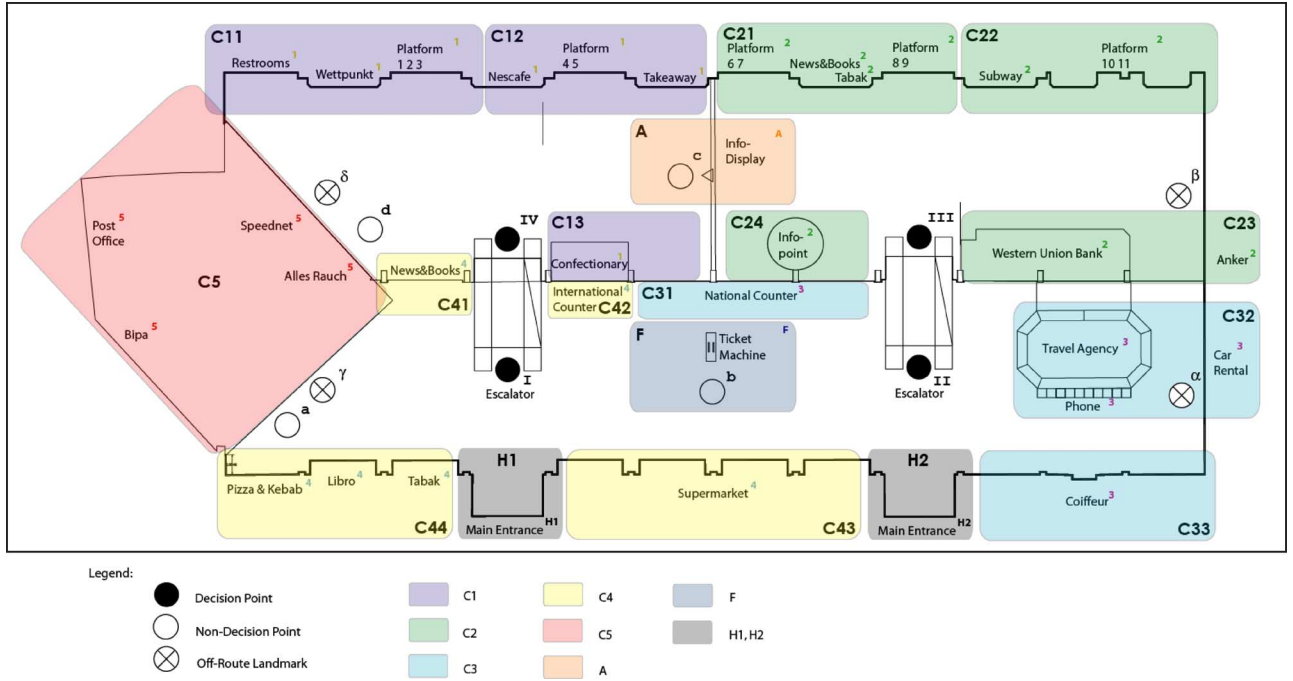 C11
C12
C21
C22
Restrooms 1
Wettpunkt 1
Platform 1
1 2 3
Nescafe 1
Platform 1
4 5
Takeaway 1
Platform 2
6 7
News&Books 2
Tabak 2
Platform 2
8 9
Subway 2
Platform 2
10 11
A
A
Info-
Display
c
δ
β
d
IV
III
C13
C24
C23
Post 5
Office
Speednet 5
Alles Rauch 5
C5
Bipa 5
News&Books 4
C41
Confectionary 1
International 4
Counter C42
Info- 2
point
C31
National Counter 3
Western Union Bank 2
Anker 2
C32
F
F
Ticket
Machine
b
Travel Agency 3
Car 3
Rental
Phone 3
α
γ
a
I
II
Escalator
Escalator
Pizza & Kebab 4
Libro 4
Tabak 4
C44
H1
Main Entrance H1
Supermarket 4
C43
H2
Main Entrance H2
Coiffeur 3
C33
Legend:
Decision Point
Non-Decision Point
Off-Route Landmark
C1
C2
C3
C4
C5
A
F
H1, H2